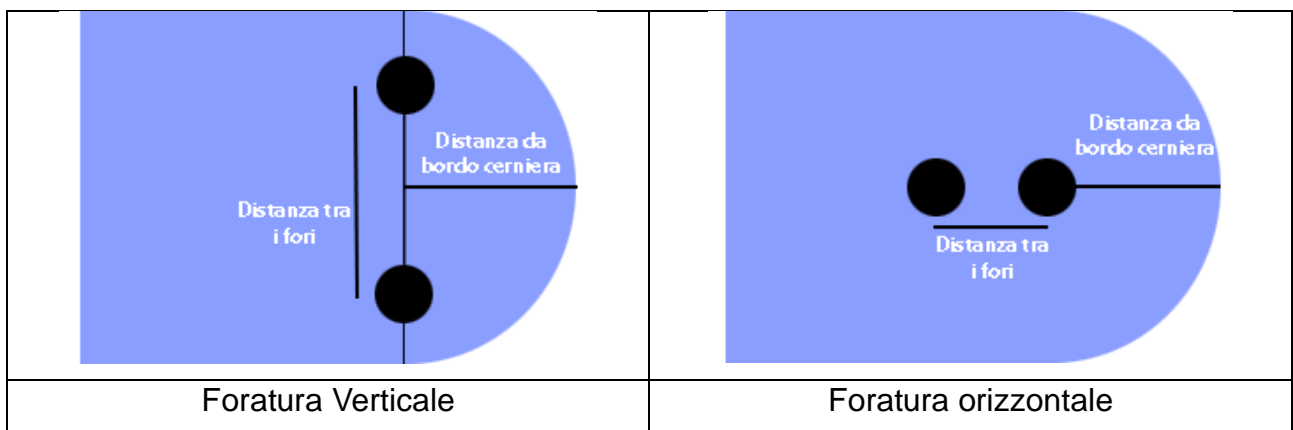 Distanza da
bordo cerniera
Distanza tra
i fori
Foratura Verticale
Distanza da
bordo cerniera
Distanza tra
i fori
Foratura orizzontale